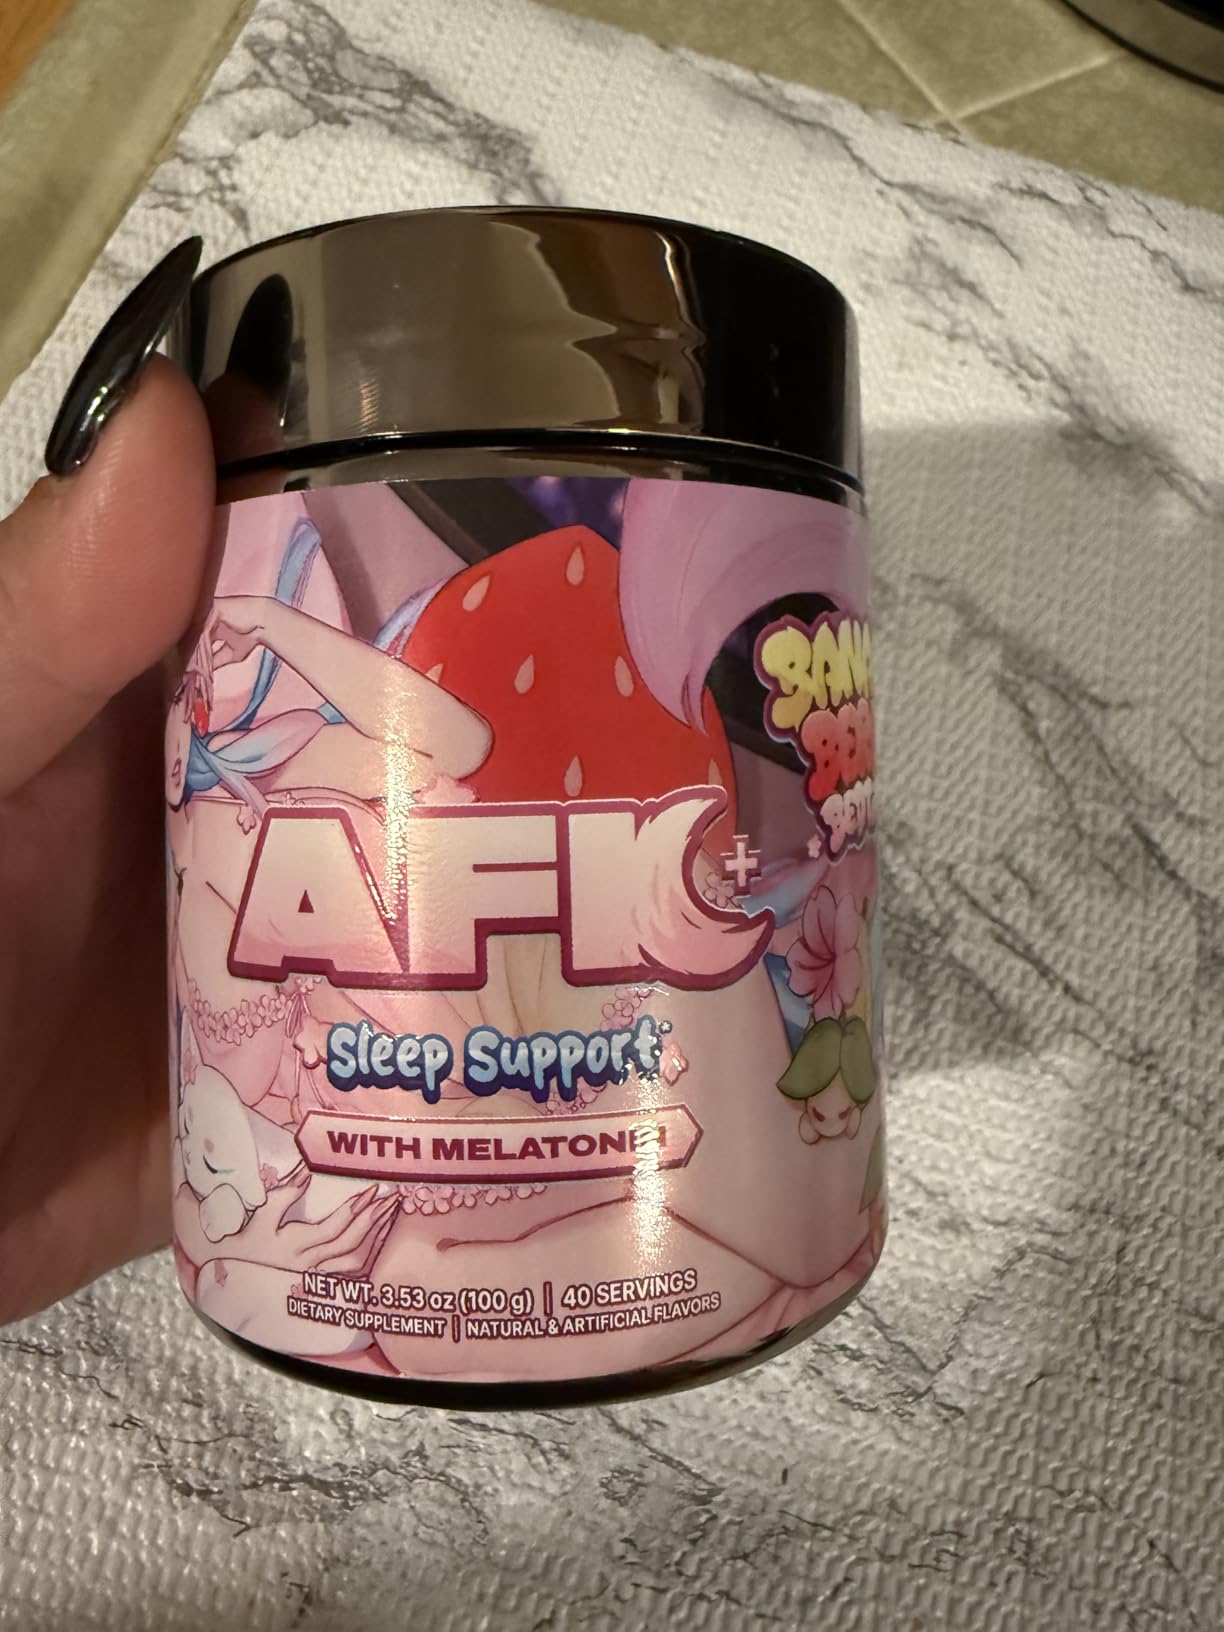 AFK+
Sleep Support*
WITH MELATONIN
NET WT. 3.53 oz (100 g) | 40 SERVINGS
DIETARY SUPPLEMENT | NATURAL & ARTIFICIAL FLAVORS